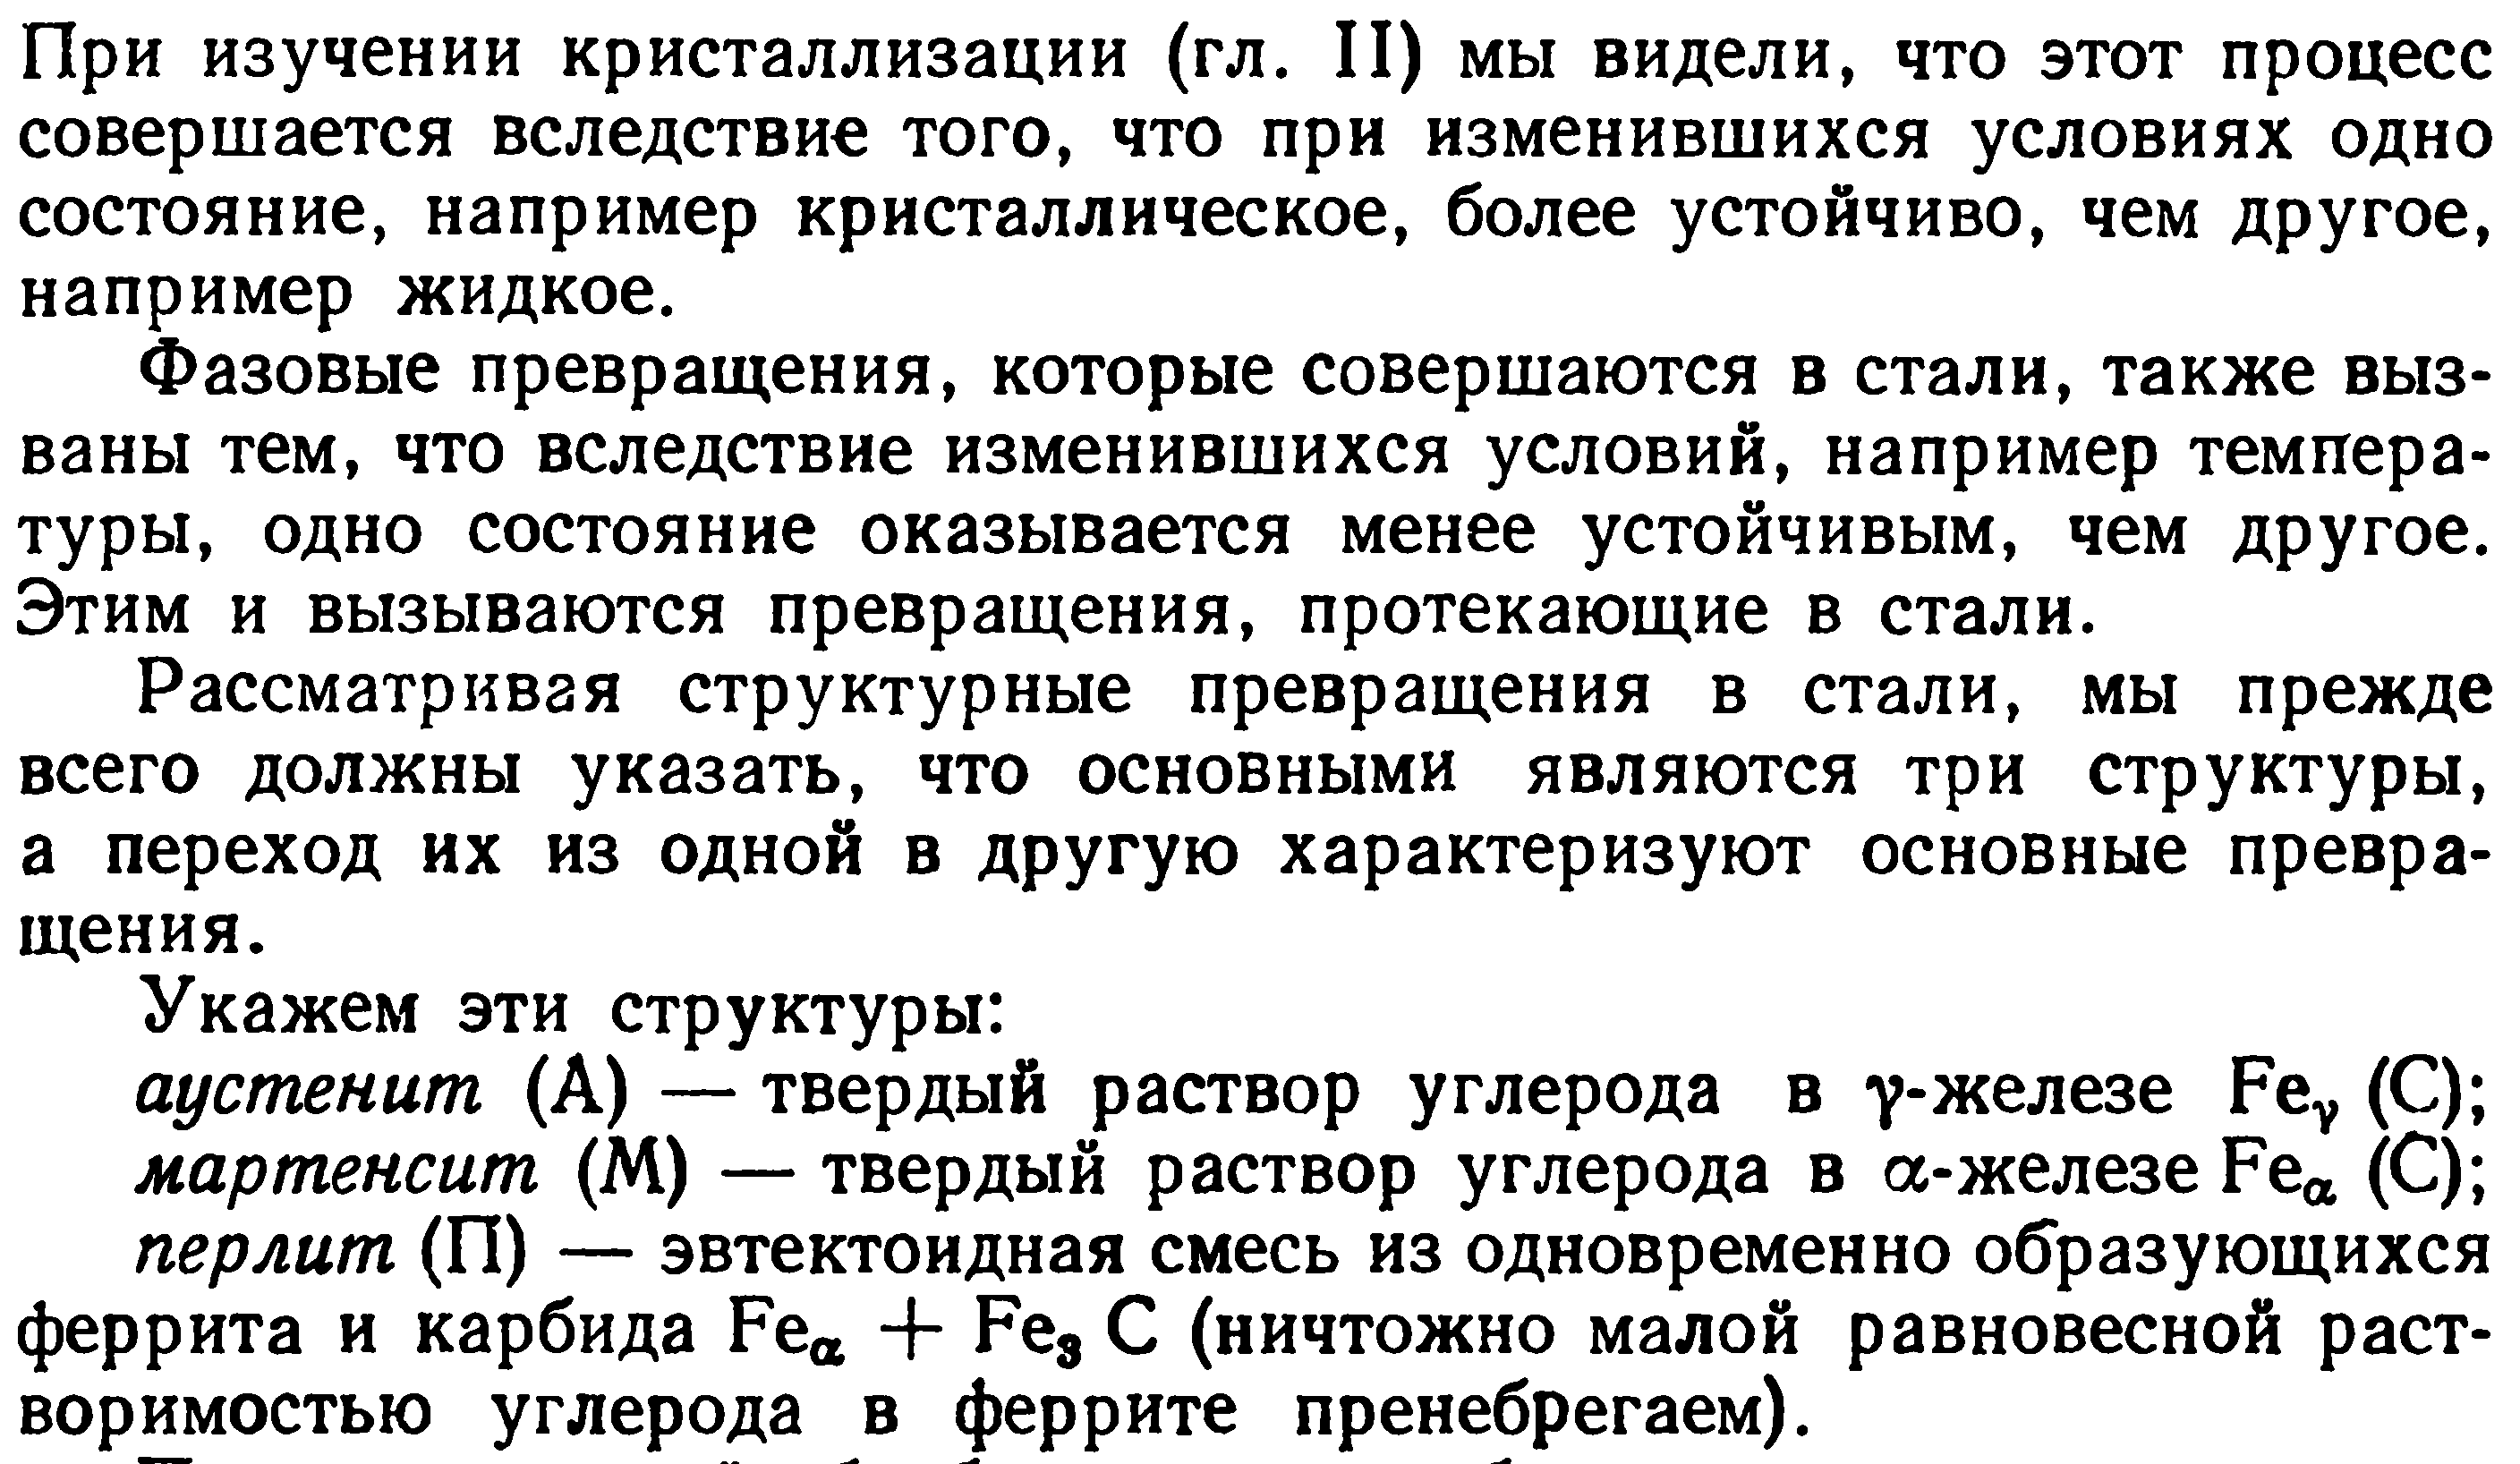 При изучении кристаллизации (гл. II) мы видели, что этот процесс
совершается вследствие того, что при изменившихся условиях одно
состояние, например кристаллическое, более устойчиво, чем другое,
например жидкое.
Фазовые превращения, которые совершаются в стали, также выз-
ваны тем, что вследствие изменившихся условий, например темпера-
туры, одно состояние оказывается менее устойчивым, чем другое.
Этим и вызываются превращения, протекающие в стали.
Рассматривая структурные превращения в стали, мы прежде
всего должны указать, что основными являются три структуры,
а переход их из одной в другую характеризуют основные превра-
щения.
Укажем эти структуры:
аустенит (А) — твердый раствор углерода в γ-железе Feᵧ (С);
мартенсит (М) — твердый раствор углерода в α-железе Feα (С);
перлит (П) — эвтектоидная смесь из одновременно образующихся
феррита и карбида Feα + Fe₃ C (ничтожно малой равновесной раст-
воримостью углерода в феррите пренебрегаем).